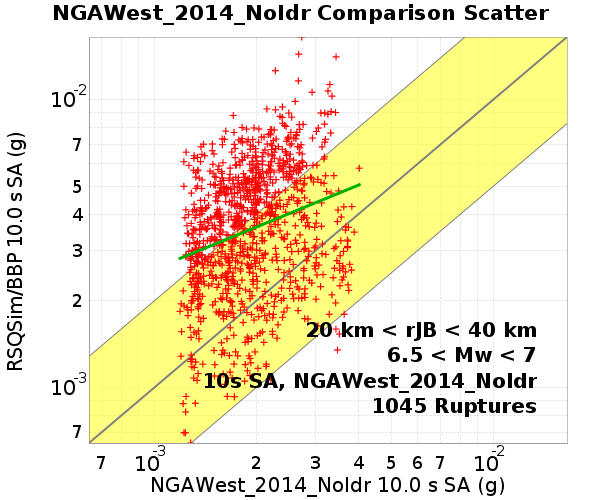 NGAWest_2014_NoIdr Comparison Scatter
RSQSim/BBP 10.0 s SA (g)
10-2
7
5
4
3
2
10-3
7
20 km < rJB < 40 km
6.5 < Mw < 7
10s SA, NGAWest_2014_NoIdr
1045 Ruptures
7 10-3 2 3 4 5 6 7 10-2
NGAWest_2014_NoIdr 10.0 s SA (g)